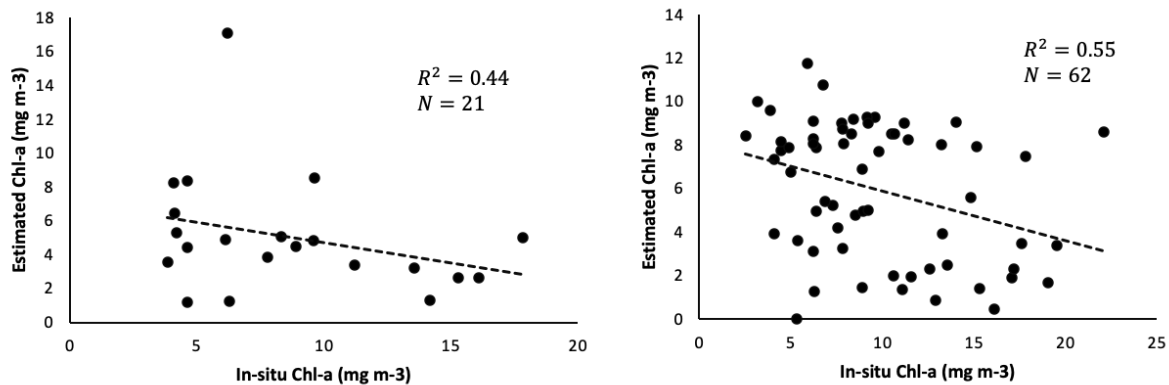 18
16
14
12
10
8
6
4
2
0
Estimated Chl-a (mg m-3)
R² = 0.44
N = 21
0 5 10 15 20
In-situ Chl-a (mg m-3)
14
12
10
8
6
4
2
0
Estimated Chl-a (mg m-3)
R² = 0.55
N = 62
0 5 10 15 20 25
In-situ Chl-a (mg m-3)